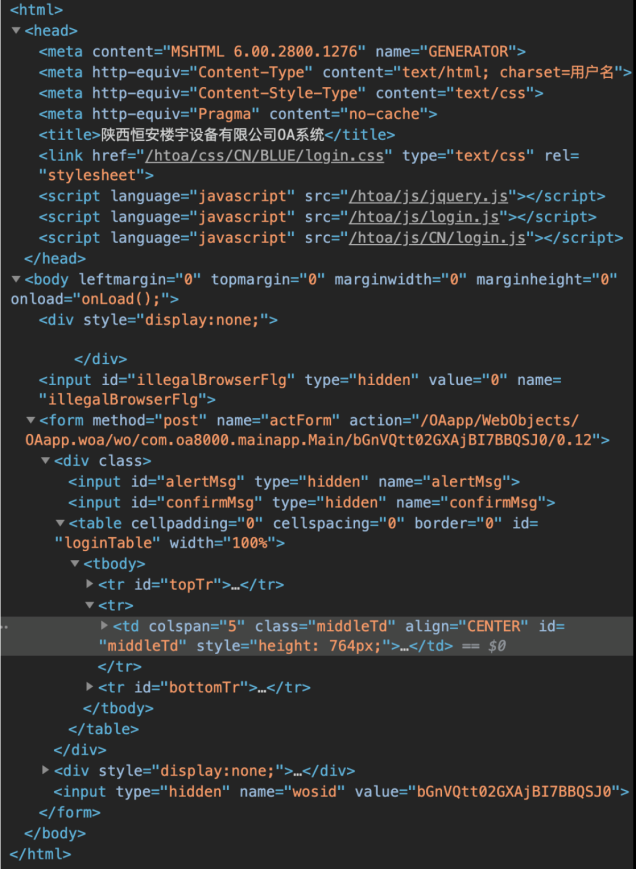 <html>
<head>
<meta content="MSHTML 6.00.2800.1276" name="GENERATOR">
<meta http-equiv="Content-Type" content="text/html; charset=用户名">
<meta http-equiv="Content-Style-Type" content="text/css">
<meta http-equiv="Pragma" content="no-cache">
<title>陕西恒安楼宇设备有限公司OA系统</title>
<link href="/htoa/css/CN/BLUE/login.css" type="text/css" rel=
"stylesheet">
<script language="javascript" src="/htoa/js/jquery.js"></script>
<script language="javascript" src="/htoa/js/login.js"></script>
<script language="javascript" src="/htoa/js/CN/login.js"></script>
</head>
<body leftmargin="0" topmargin="0" marginwidth="0" marginheight="0"
onload="onLoad();">
<div style="display:none;">
</div>
<input id="illegalBrowserFlg" type="hidden" value="0" name=
"illegalBrowserFlg">
<form method="post" name="actForm" action="/OAapp/WebObjects/
OAapp.woa/wo/com.oa8000.mainapp.Main/bGnVQtt02GXAjBI7BBQSJ0/0.12">
<div class>
<input id="alertMsg" type="hidden" name="alertMsg">
<input id="confirmMsg" type="hidden" name="confirmMsg">
<table cellpadding="0" cellspacing="0" border="0" id=
"loginTable" width="100%">
<tbody>
<tr id="topTr">…</tr>
<tr>
<td colspan="5" class="middleTd" align="CENTER" id=
"middleTd" style="height: 764px;">…</td> == $0
</tr>
<tr id="bottomTr">…</tr>
</tbody>
</table>
</div>
<div style="display:none;">…</div>
<input type="hidden" name="wosid" value="bGnVQtt02GXAjBI7BBQSJ0">
</form>
</body>
</html>